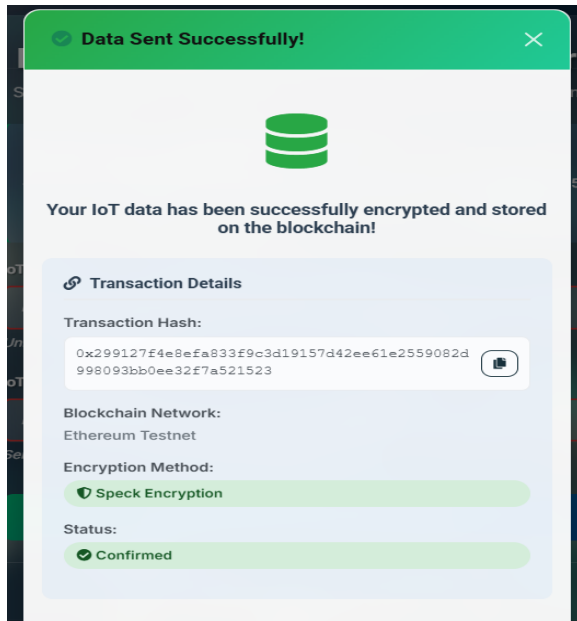 Data Sent Successfully!
Your IoT data has been successfully encrypted and stored
on the blockchain!
Transaction Details
Transaction Hash:
0x299127f4e8efa833f9c3d19157d42ee61e2559082d
998093bb0ee32f7a521523
Blockchain Network:
Ethereum Testnet
Encryption Method:
Speck Encryption
Status:
Confirmed